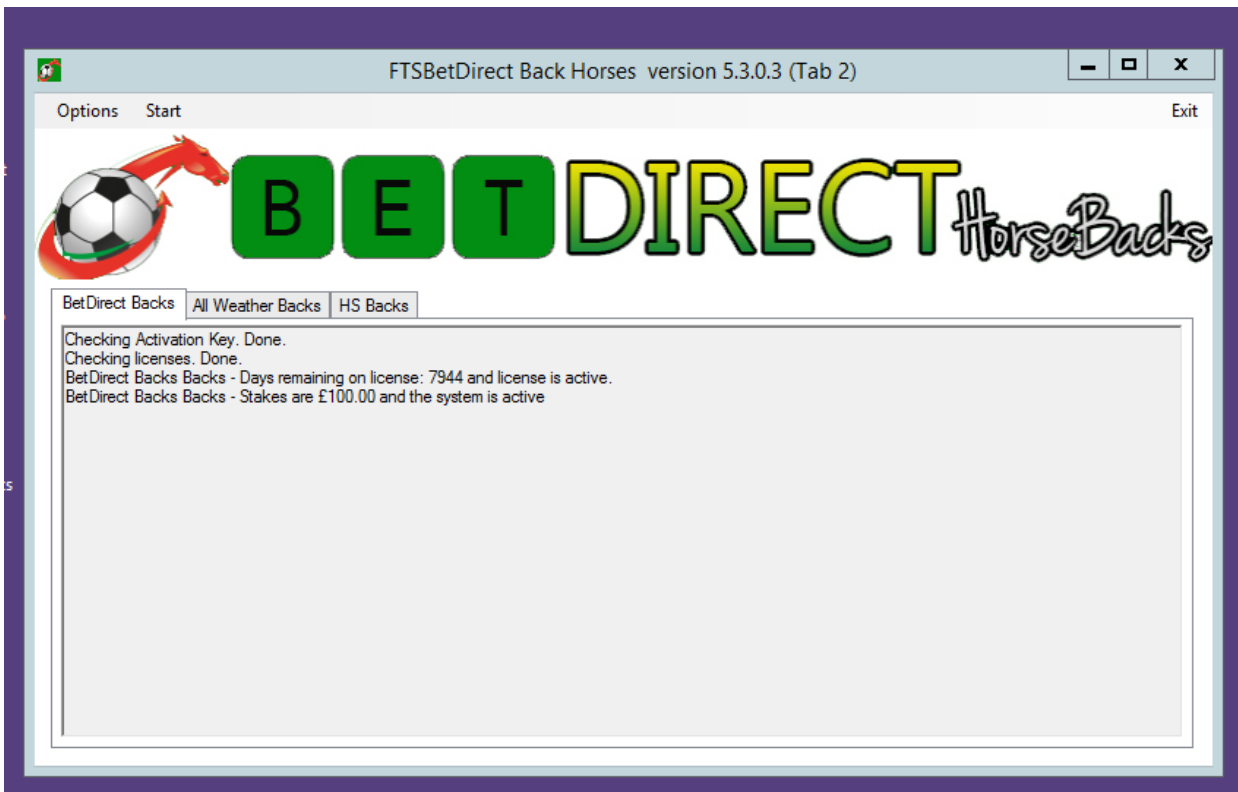 FTSBetDirect Back Horses version 5.3.0.3 (Tab 2)
Options Start Exit
BET DIRECT HorseBacks
BetDirect Backs All Weather Backs HS Backs
Checking Activation Key. Done.
Checking licenses. Done.
BetDirect Backs Backs - Days remaining on license: 7944 and license is active.
BetDirect Backs Backs - Stakes are £100.00 and the system is active